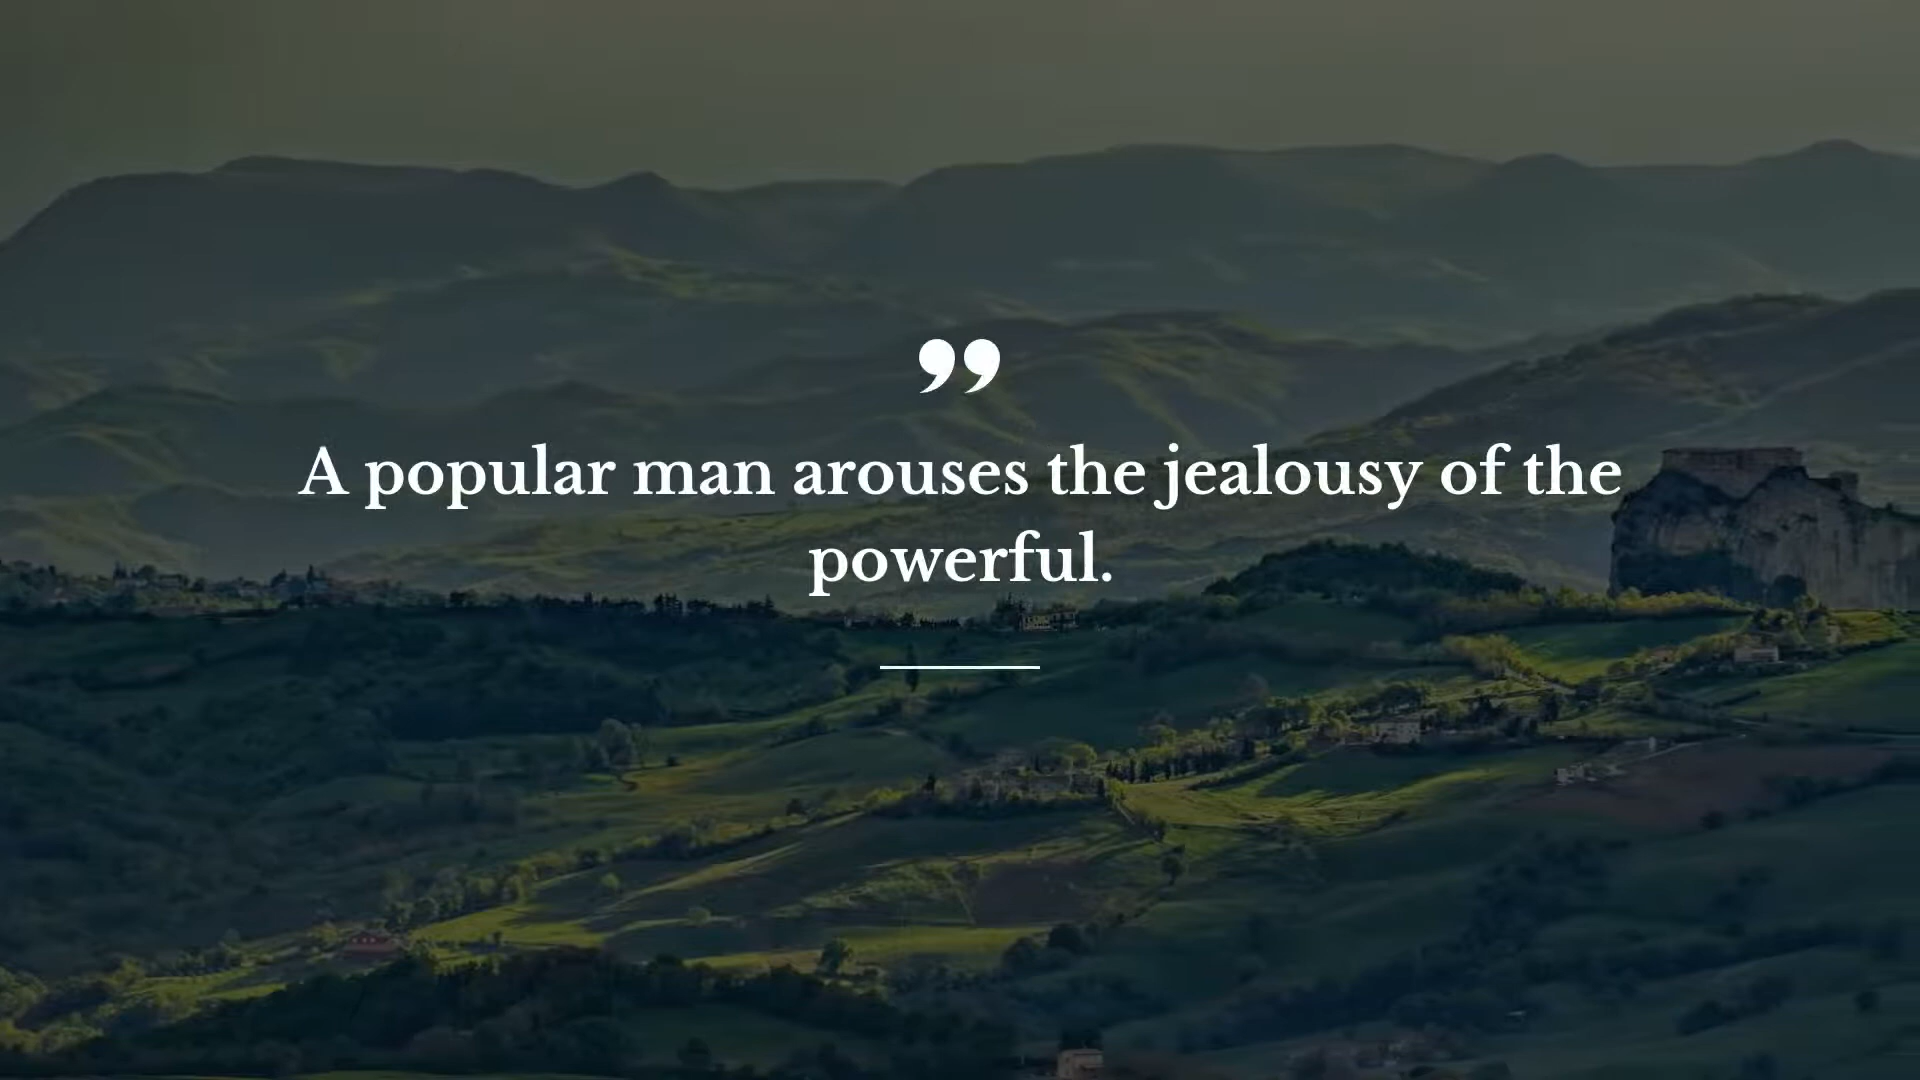 ”
A popular man arouses the jealousy of the
powerful.